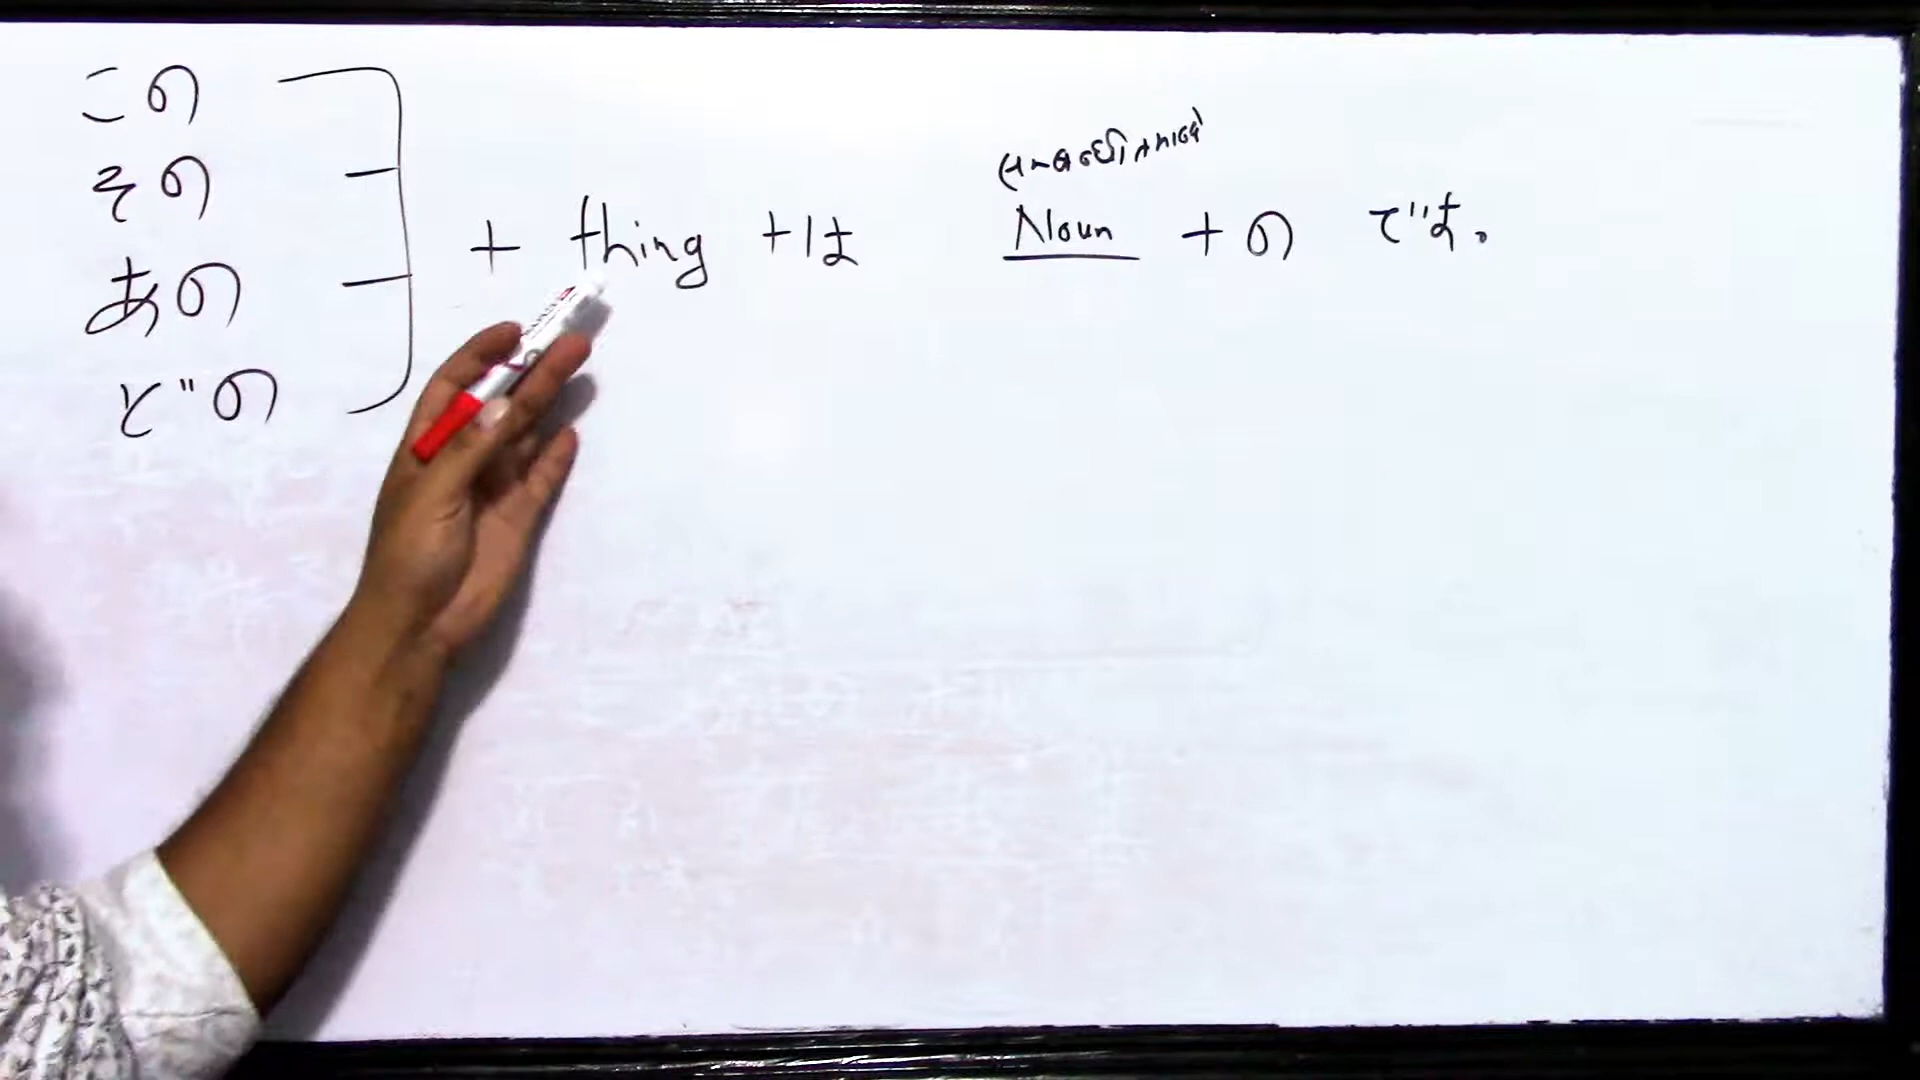 この
その
あの
どの
+ thing +は Noun +の です。